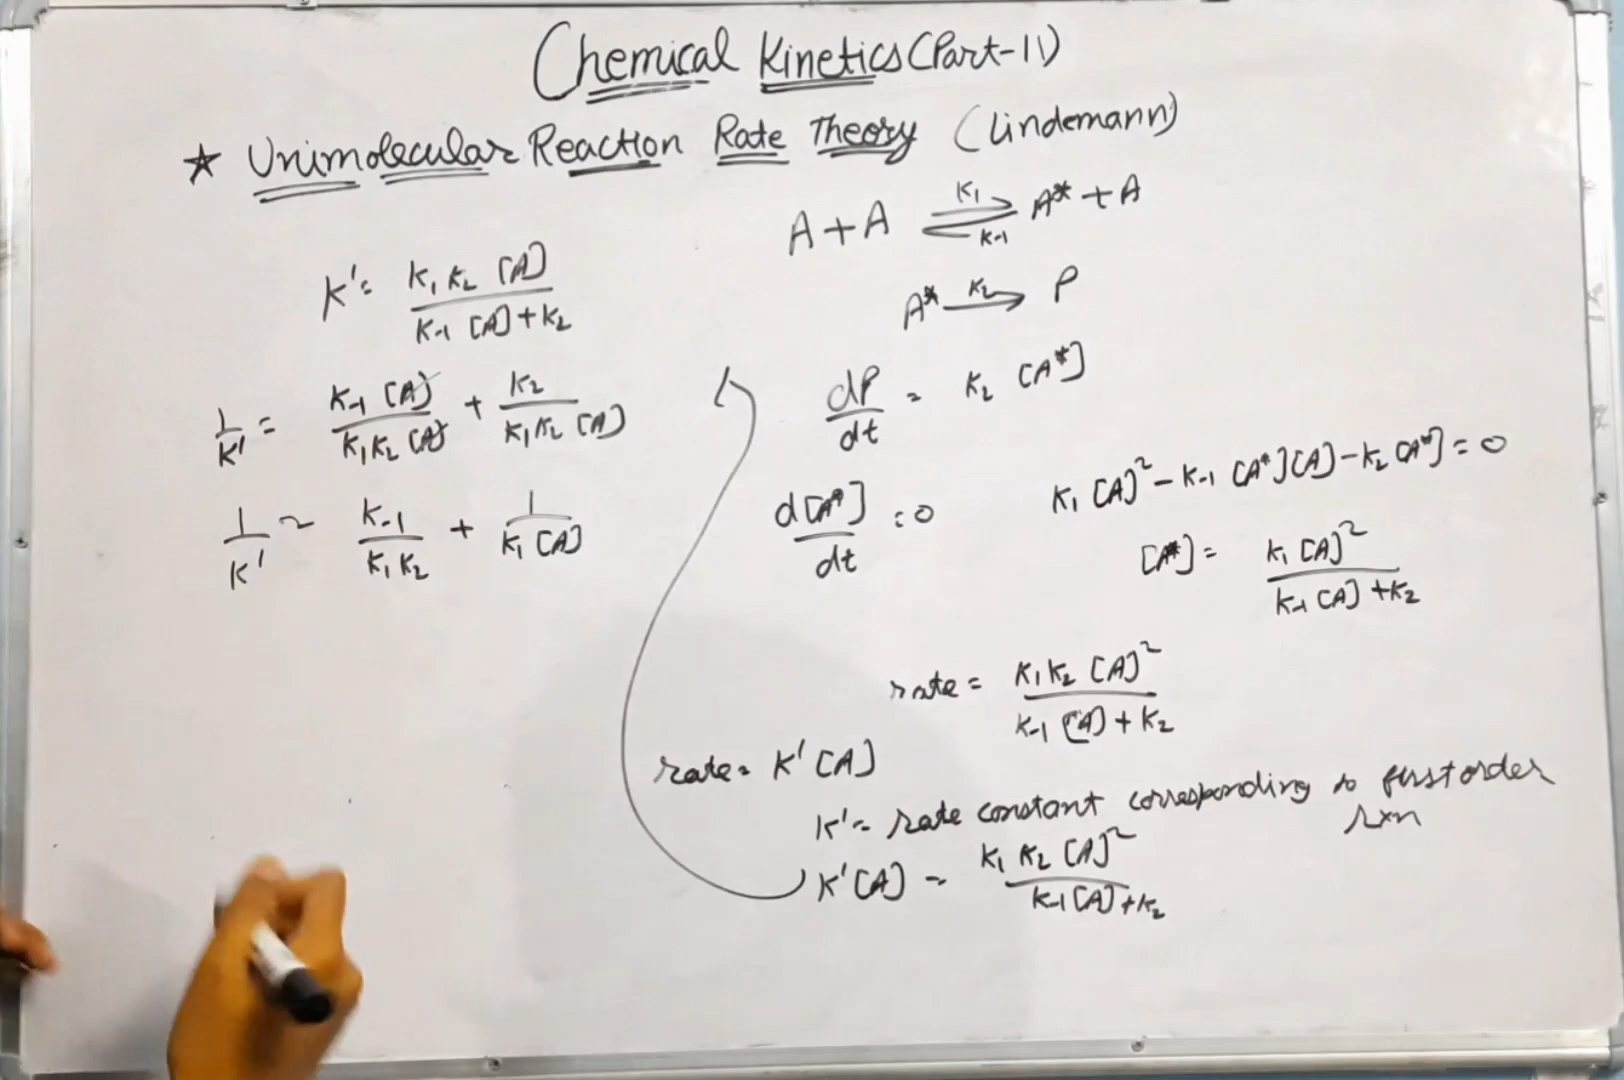 Chemical Kinetics (Part-11)
★ Unimolecular Reaction Rate Theory (Lindemann)
A + A ⇌ A* + A
K1
K-1
A* → P
K2
dP/dt = K2 [A*]
d[A*]/dt = 0
K1 [A]² - K-1 [A*][A] - K2 [A*] = 0
[A*] = K1 [A]² / K-1 [A] + K2
rate = K1 K2 [A]² / K-1 [A] + K2
rate = K' [A]
K' = rate constant corresponding to first order
rxn
K'[A] = K1 K2 [A]² / K-1 [A] + K2
K' = K1 K2 [A] / K-1 [A] + K2
1/K' = K-1 [A] / K1 K2 [A] + K2 / K1 K2 [A]
1/K' = K-1 / K1 K2 + 1 / K1 [A]